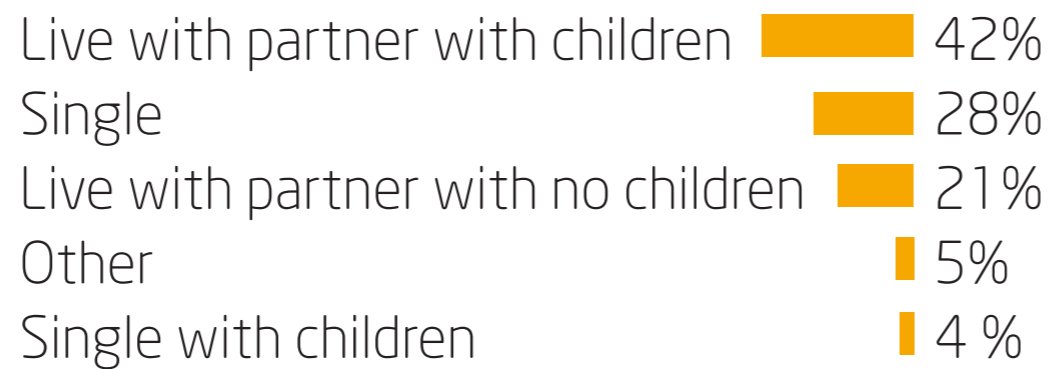 Live with partner with children 42%
Single 28%
Live with partner with no children 21%
Other 5%
Single with children 4 %